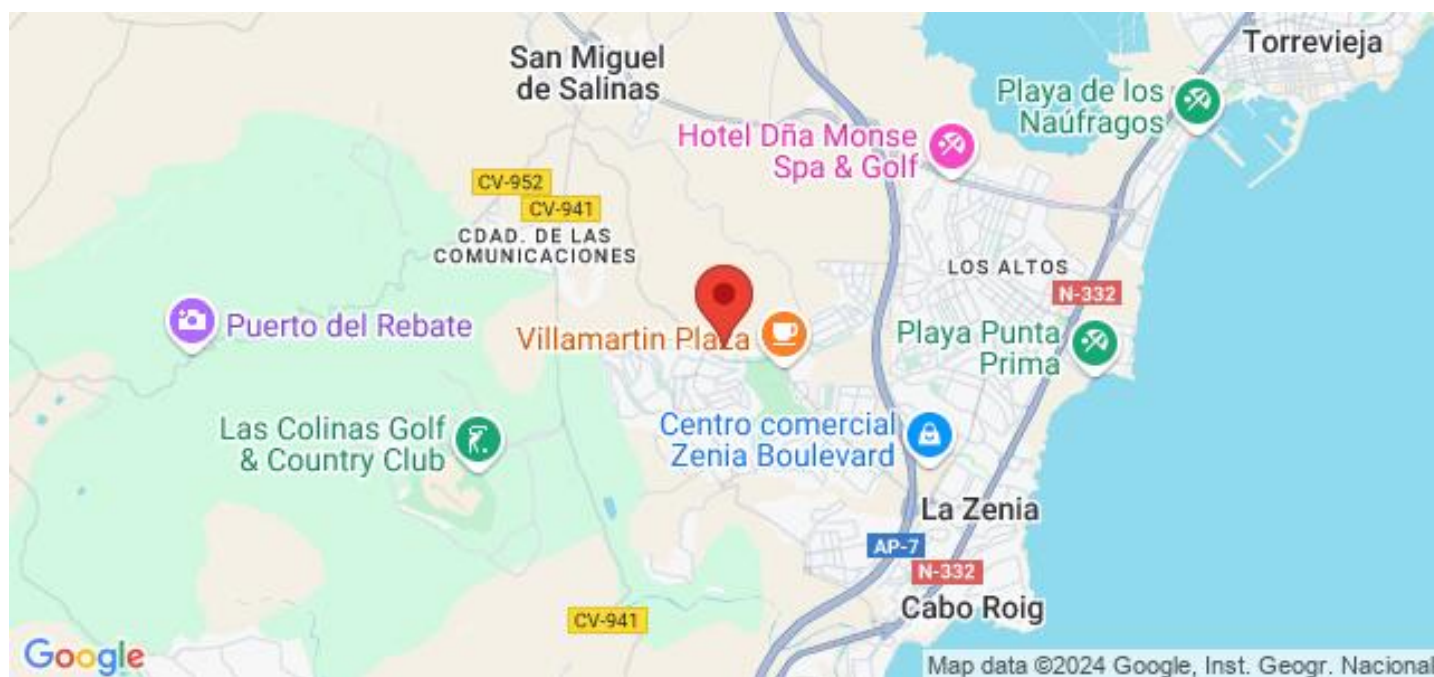 San Miguel
de Salinas
Torrevieja
Playa de los
Naúfragos
Hotel Dña Monse
Spa & Golf
CV-952
CV-941
CDAD. DE LAS
COMUNICACIONES
LOS ALTOS
N-332
Puerto del Rebate
Villamartin Plaza
Playa Punta
Prima
Las Colinas Golf
& Country Club
Centro comercial
Zenia Boulevard
La Zenia
AP-7
N-332
Cabo Roig
CV-941
Google
Map data ©2024 Google, Inst. Geogr. Nacional